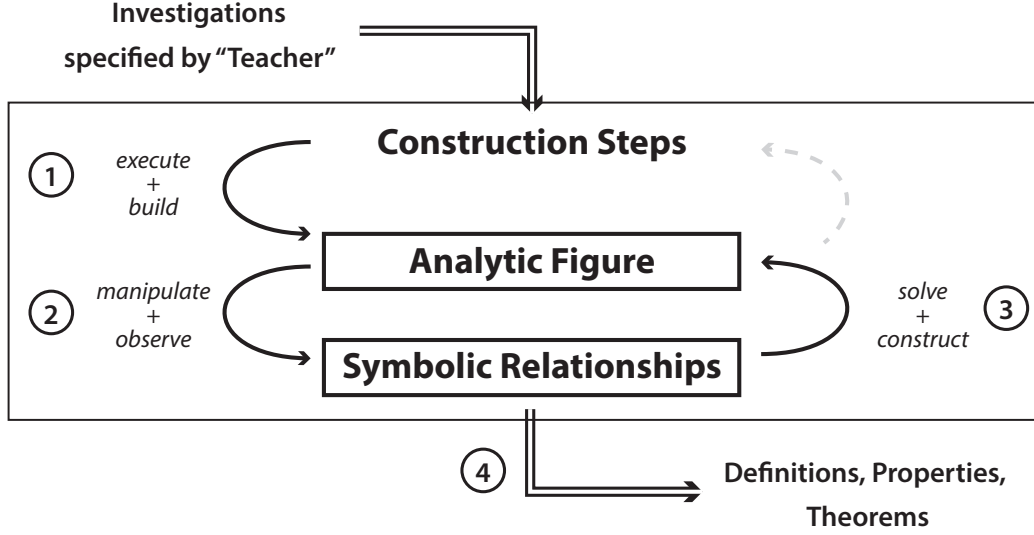 Investigations
specified by “Teacher”
Construction Steps
1
execute
+
build
Analytic Figure
2
manipulate
+
observe
solve
+
construct
3
Symbolic Relationships
4
Definitions, Properties,
Theorems